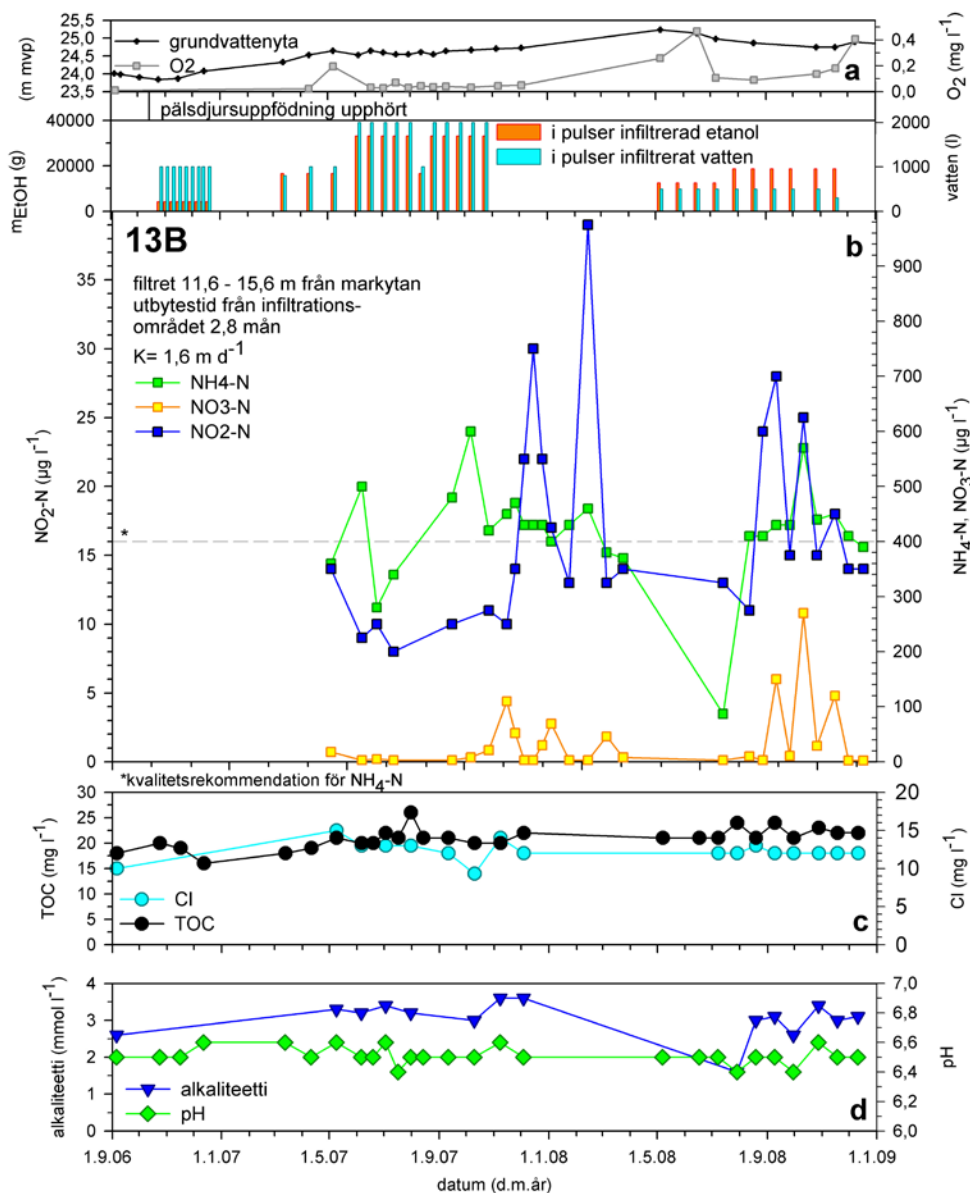 25,5
25,0
24,5
24,0
23,5
(m mvp)
grundvattenyta
O2
a
0,4
0,2
0,0
O2 (mg l-1)
pälsdjursuppfödning upphört
40000
20000
0
mEtOH (g)
i pulser infiltrerad etanol
i pulser infiltrerat vatten
2000
1000
0
vatten (l)
13B
b
filtret 11,6 - 15,6 m från markytan
utbytestid från infiltrations-
området 2,8 mån
K= 1,6 m d-1
NH4-N
NO3-N
NO2-N
35
30
25
20
15
10
5
0
NO2-N (µg l-1)
*
900
800
700
600
500
400
300
200
100
0
NH4-N, NO3-N (µg l-1)
*kvalitetsrekommendation för NH4-N
30
25
20
15
10
5
0
TOC (mg l-1)
Cl
TOC
c
20
15
10
5
0
Cl (mg l-1)
4
3
2
1
0
alkaliteetti (mmol l-1)
alkaliteetti
pH
d
7,0
6,8
6,6
6,4
6,2
6,0
pH
1.9.06 1.1.07 1.5.07 1.9.07 1.1.08 1.5.08 1.9.08 1.1.09
datum (d.m.år)